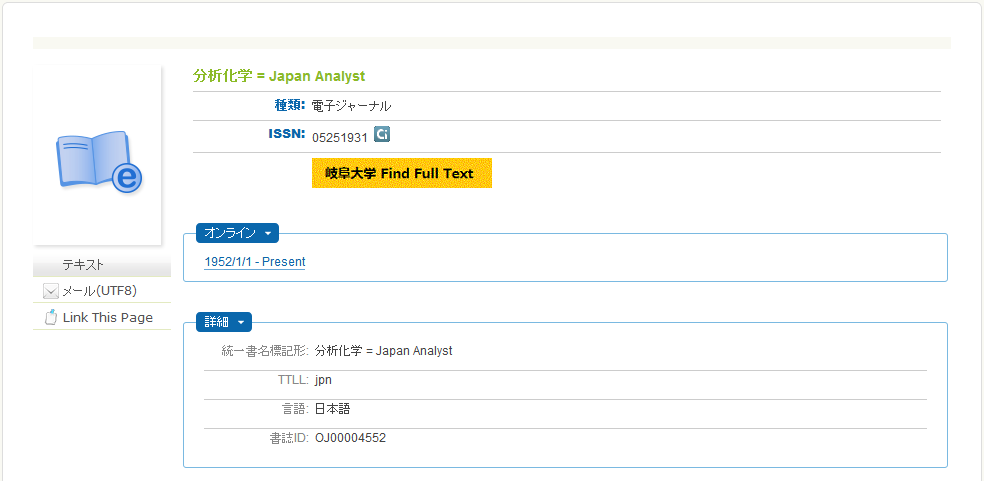 分析化学 = Japan Analyst
種類: 電子ジャーナル
ISSN: 05251931 Ci
岐阜大学 Find Full Text
e
テキスト
メール(UTF8)
Link This Page
オンライン
1952/1/1 - Present
詳細
統一書名標記形: 分析化学 = Japan Analyst
TTLL: jpn
言語: 日本語
書誌ID: OJ00004552